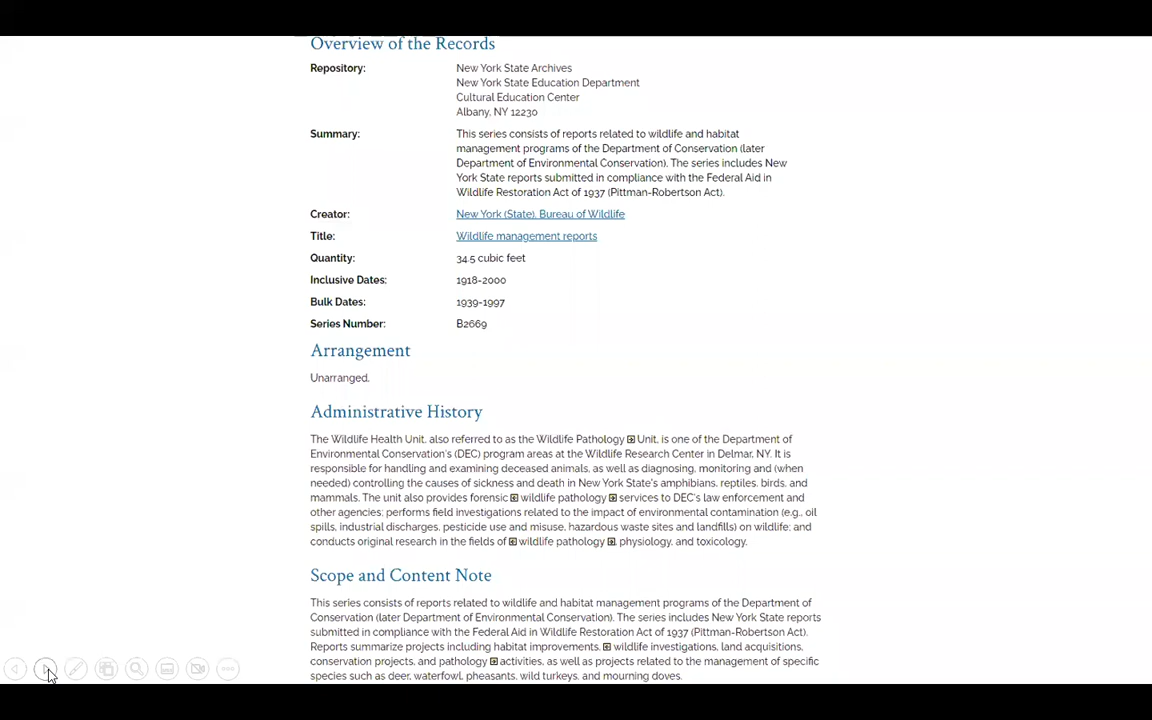 Overview of the Records
Repository: New York State Archives
New York State Education Department
Cultural Education Center
Albany, NY 12230
Summary: This series consists of reports related to wildlife and habitat
management programs of the Department of Conservation (later
Department of Environmental Conservation). The series includes New
York State reports submitted in compliance with the Federal Aid in
Wildlife Restoration Act of 1937 (Pittman-Robertson Act).
Creator: New York (State). Bureau of Wildlife
Title: Wildlife management reports
Quantity: 34.5 cubic feet
Inclusive Dates: 1918-2000
Bulk Dates: 1939-1997
Series Number: B2669
Arrangement
Unarranged.
Administrative History
The Wildlife Health Unit, also referred to as the Wildlife Pathology Unit, is one of the Department of
Environmental Conservation's (DEC) program areas at the Wildlife Research Center in Delmar, NY. It is
responsible for handling and examining deceased animals, as well as diagnosing, monitoring and (when
needed) controlling the causes of sickness and death in New York State's amphibians, reptiles, birds, and
mammals. The unit also provides forensic wildlife pathology services to DEC's law enforcement and
other agencies; performs field investigations related to the impact of environmental contamination (e.g., oil
spills, industrial discharges, pesticide use and misuse, hazardous waste sites and landfills) on wildlife; and
conducts original research in the fields of wildlife pathology, physiology, and toxicology.
Scope and Content Note
This series consists of reports related to wildlife and habitat management programs of the Department of
Conservation (later Department of Environmental Conservation). The series includes New York State reports
submitted in compliance with the Federal Aid in Wildlife Restoration Act of 1937 (Pittman-Robertson Act).
Reports summarize projects including habitat improvements, wildlife investigations, land acquisitions,
conservation projects, and pathology activities, as well as projects related to the management of specific
species such as deer, waterfowl, pheasants, wild turkeys, and mourning doves.